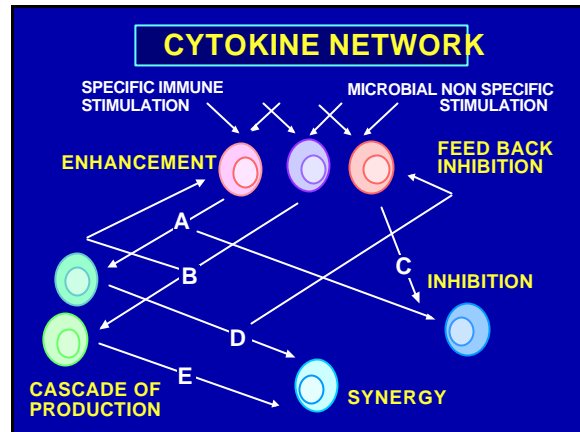 CYTOKINE NETWORK
SPECIFIC IMMUNE
STIMULATION
MICROBIAL NON SPECIFIC
STIMULATION
ENHANCEMENT
FEED BACK
INHIBITION
A
B
C
INHIBITION
D
E
CASCADE OF
PRODUCTION
SYNERGY